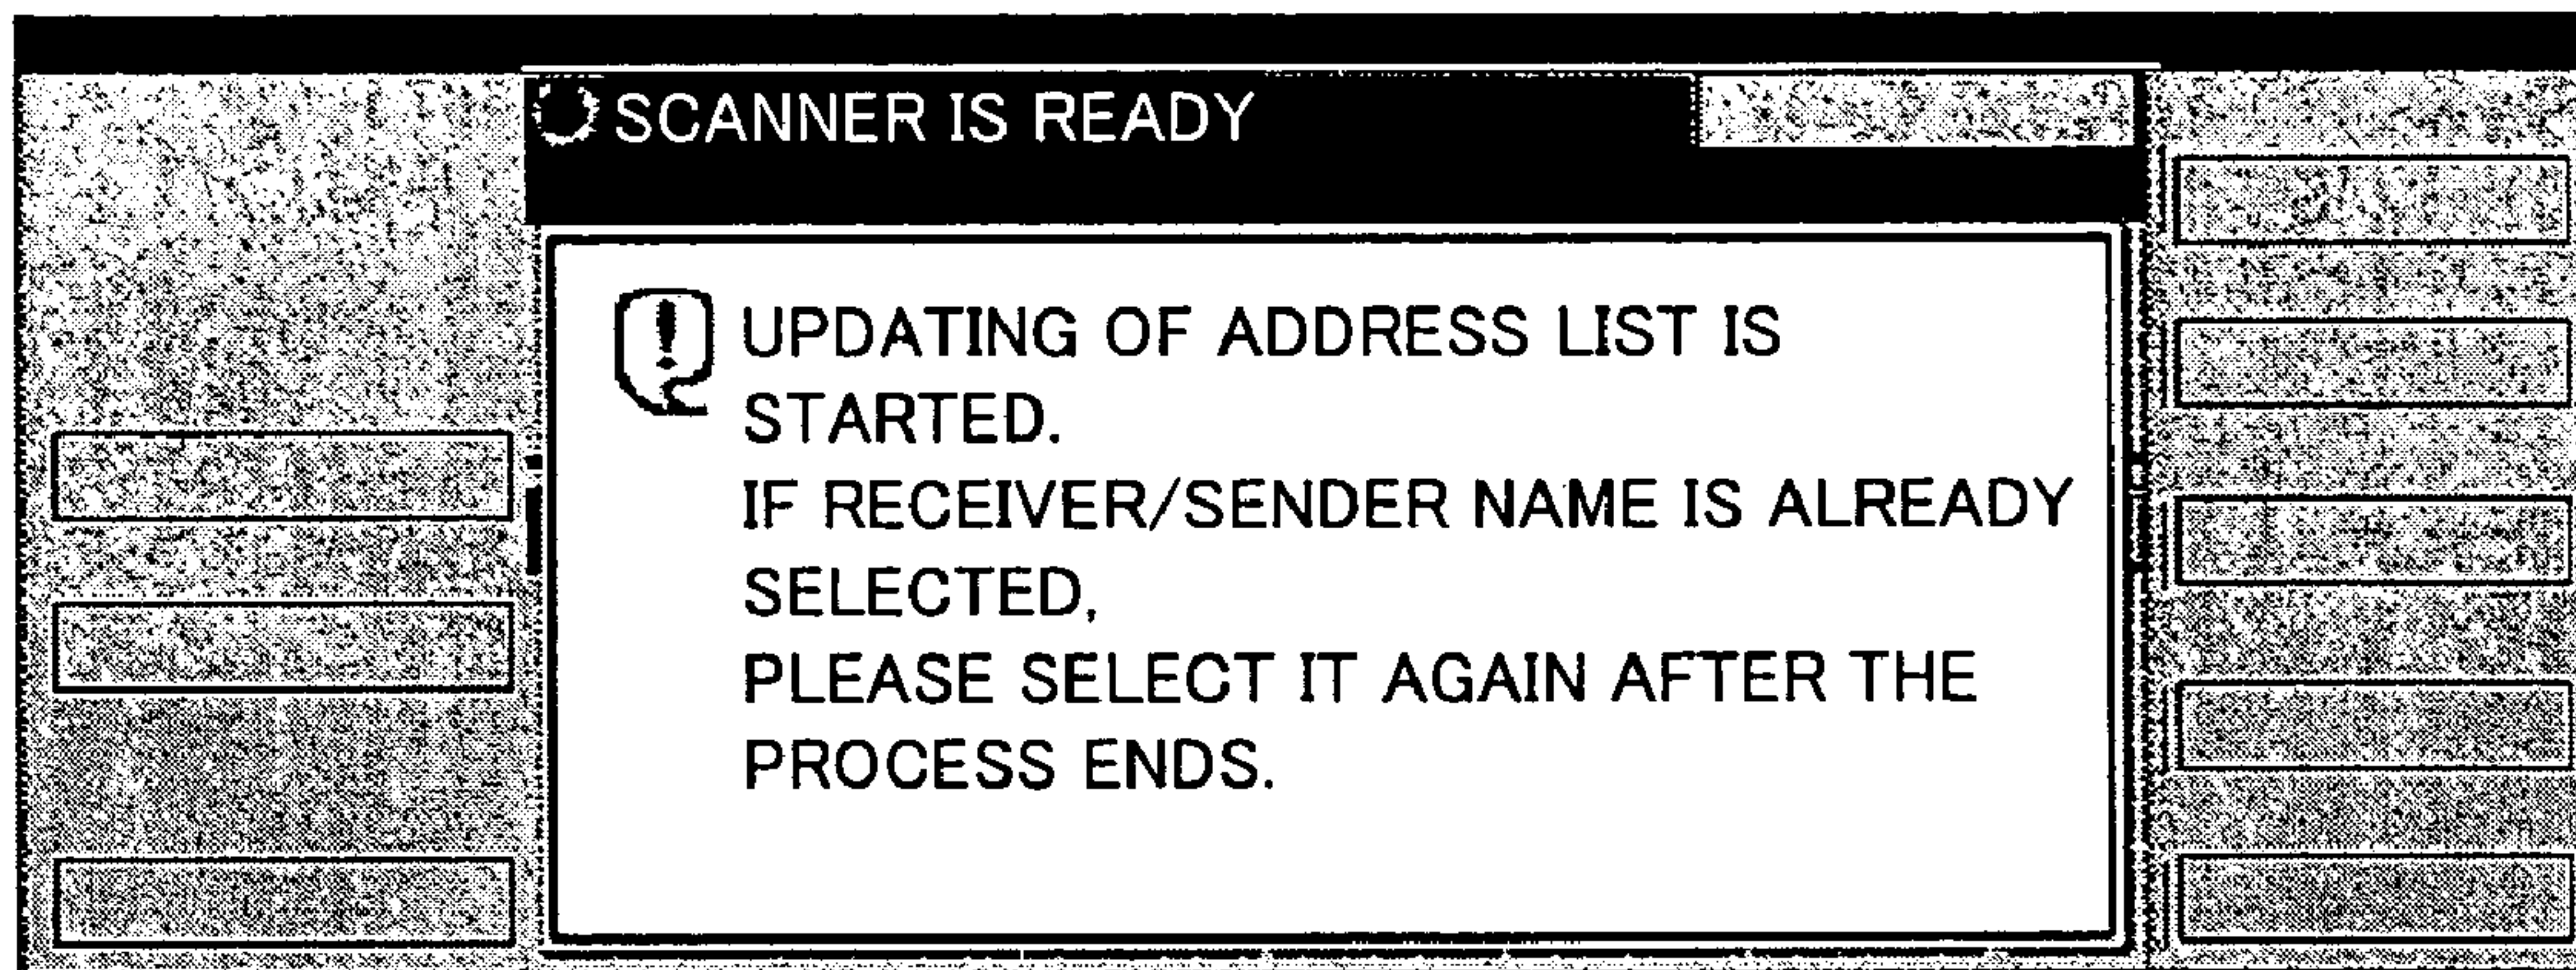 SCANNER IS READY
UPDATING OF ADDRESS LIST IS
STARTED.
IF RECEIVER/SENDER NAME IS ALREADY
SELECTED,
PLEASE SELECT IT AGAIN AFTER THE
PROCESS ENDS.